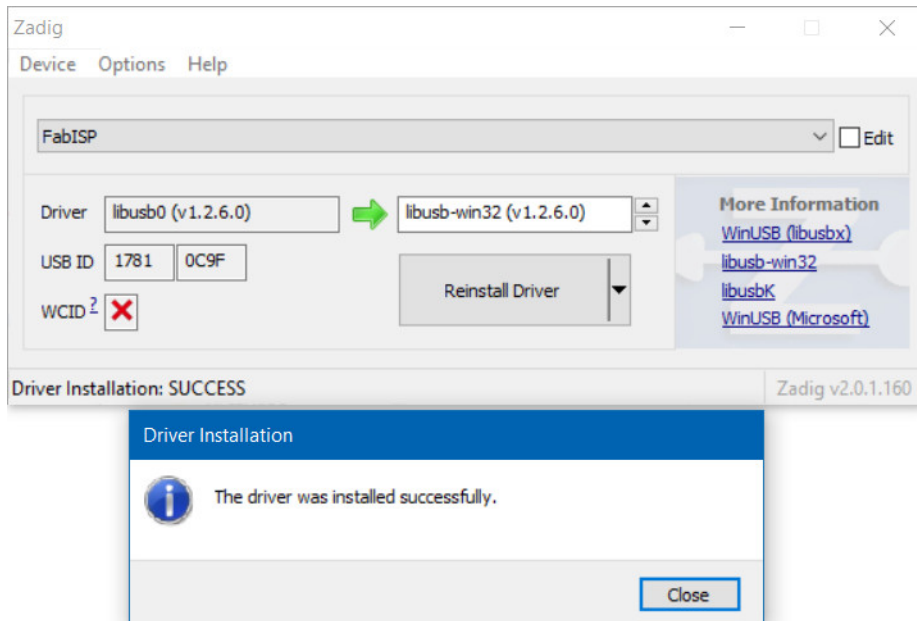 Zadig
Device Options Help
FabISP
Edit
Driver libusb0 (v1.2.6.0) libusb-win32 (v1.2.6.0)
USB ID 1781 0C9F
WCID ?
Reinstall Driver
More Information
WinUSB (libusbx)
libusb-win32
libusbK
WinUSB (Microsoft)
Driver Installation: SUCCESS
Zadig v2.0.1.160
Driver Installation
The driver was installed successfully.
Close